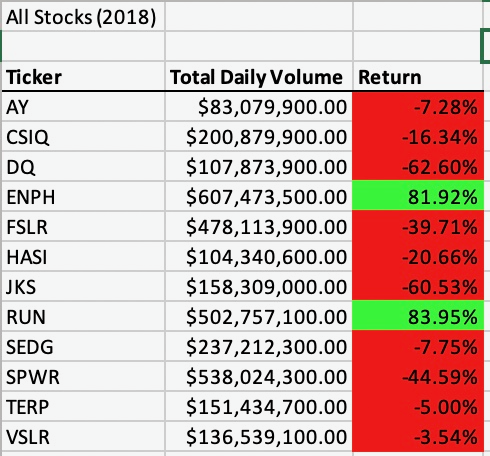 All Stocks (2018)
Ticker Total Daily Volume Return
AY $83,079,900.00 -7.28%
CSIQ $200,879,900.00 -16.34%
DQ $107,873,900.00 -62.60%
ENPH $607,473,500.00 81.92%
FSLR $478,113,900.00 -39.71%
HASI $104,340,600.00 -20.66%
JKS $158,309,000.00 -60.53%
RUN $502,757,100.00 83.95%
SEDG $237,212,300.00 -7.75%
SPWR $538,024,300.00 -44.59%
TERP $151,434,700.00 -5.00%
VSLR $136,539,100.00 -3.54%